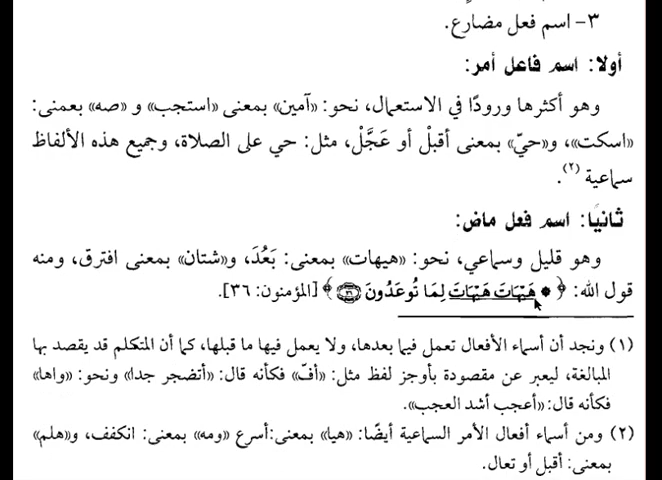 ٣- اسم فعل مضارع.
أولا: اسم فاعل أمر:
وهو أكثرها ورودًا في الاستعمال، نحو: «آمين» بمعنى «استجب» و «صه» بعمنى:
«اسكت»، و«حيّ» بمعنى أقبلْ أو عَجَّلْ، مثل: حي على الصلاة، وجميع هذه الألفاظ
سماعية (٢).
ثانيًا: اسم فعل ماض:
وهو قليل وسماعي، نحو: «هيهات» بمعنى: بَعُدَ، و«شتان» بمعنى افترق، ومنه
قول الله: ﴿ ۞ هَيْهَاتَ هَيْهَاتَ لِمَا تُوعَدُونَ ٣٦ ﴾ [المؤمنون: ٣٦].
(١) ونجد أن أسماء الأفعال تعمل فيما بعدها، ولا يعمل فيها ما قبلها، كما أن المتكلم قد يقصد بها
المبالغة، ليعبر عن مقصودة بأوجز لفظ مثل: «أفّ» فكأنه قال: «أتضجر جدا» ونحو: «واها»
فكأنه قال: «أعجب أشد العجب».
(٢) ومن أسماء أفعال الأمر السماعية أيضًا: «هيا» بمعنى:أسرع «ومه» بمعنى: انكفف، و«هلم»
بمعنى: أقبل أو تعال.